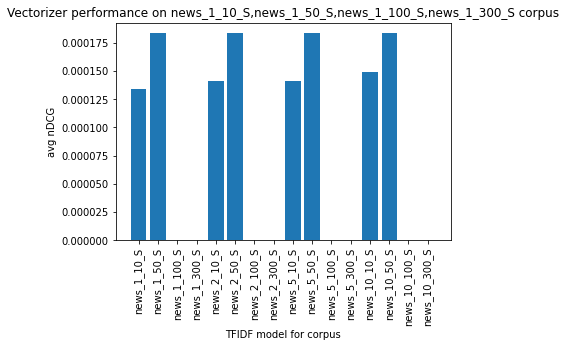 Vectorizer performance on news_1_10_S,news_1_50_S,news_1_100_S,news_1_300_S corpus
0.000175
0.000150
0.000125
0.000100
0.000075
0.000050
0.000025
0.000000
avg nDCG
news_1_10_S
news_1_50_S
news_1_100_S
news_1_300_S
news_2_10_S
news_2_50_S
news_2_100_S
news_2_300_S
news_5_10_S
news_5_50_S
news_5_100_S
news_5_300_S
news_10_10_S
news_10_50_S
news_10_100_S
news_10_300_S
TFIDF model for corpus